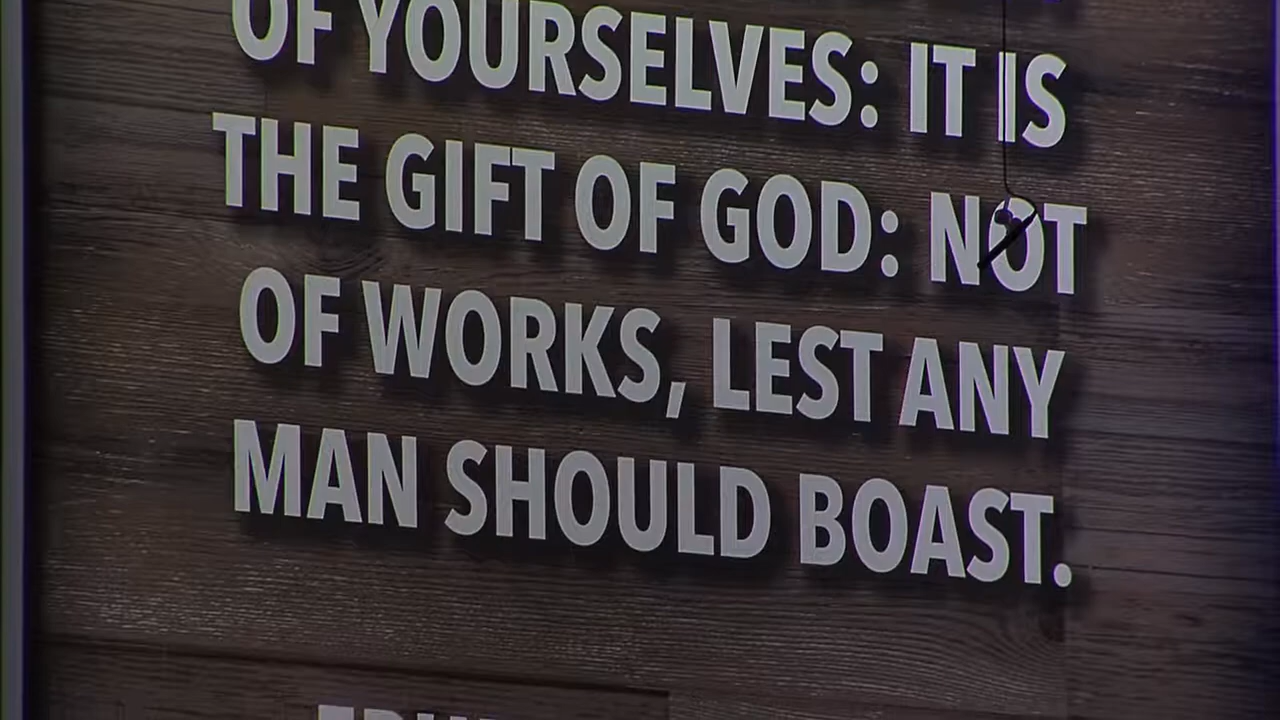 OF YOURSELVES: IT IS
THE GIFT OF GOD: NOT
OF WORKS, LEST ANY
MAN SHOULD BOAST.